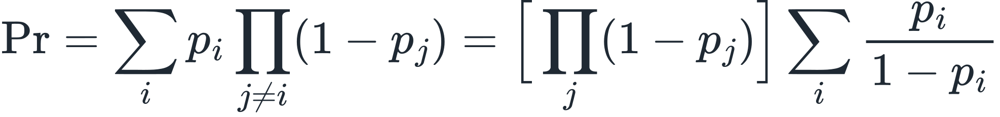 $$\Pr = \sum_i p_i \prod_{j \neq i} (1 - p_j) = \left[ \prod_j (1 - p_j) \right] \sum_i \frac{p_i}{1 - p_i}$$